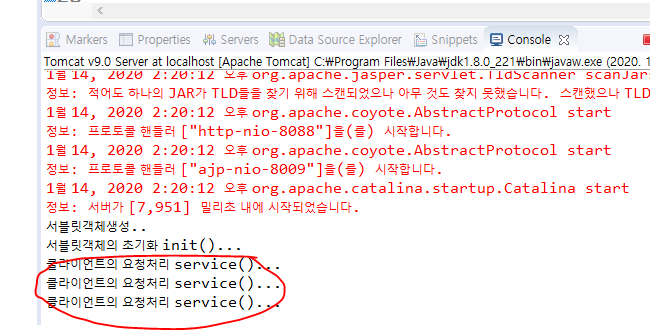 Markers Properties Servers Data Source Explorer Snippets Console
Tomcat v9.0 Server at localhost [Apache Tomcat] C:₩Program Files₩Java₩jdk1.8.0_221₩bin₩javaw.exe (2020. 1
1월 14, 2020 2:20:12 오후 org.apache.jasper.servlet.TldScanner scanJars
정보: 적어도 하나의 JAR가 TLD들을 찾기 위해 스캔되었으나 아무 것도 찾지 못했습니다. 스캔했으나 TLD
1월 14, 2020 2:20:12 오후 org.apache.coyote.AbstractProtocol start
정보: 프로토콜 핸들러 ["http-nio-8088"]을(를) 시작합니다.
1월 14, 2020 2:20:12 오후 org.apache.coyote.AbstractProtocol start
정보: 프로토콜 핸들러 ["ajp-nio-8009"]을(를) 시작합니다.
1월 14, 2020 2:20:12 오후 org.apache.catalina.startup.Catalina start
정보: 서버가 [7,951] 밀리초 내에 시작되었습니다.
서블릿객체생성..
서블릿객체의 초기화 init()...
클라이언트의 요청처리 service()...
클라이언트의 요청처리 service()...
클라이언트의 요청처리 service()...